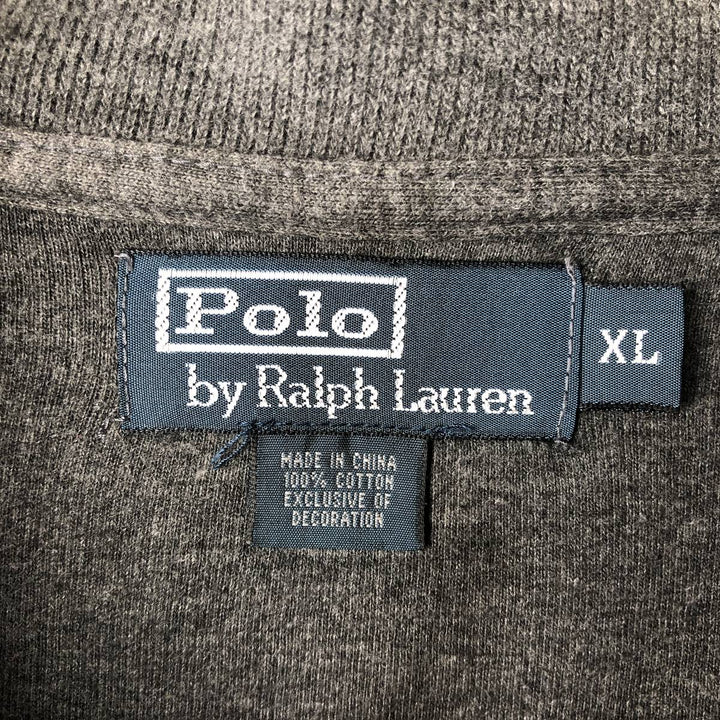 Polo
by Ralph Lauren
XL
MADE IN CHINA
100% COTTON
EXCLUSIVE OF
DECORATION